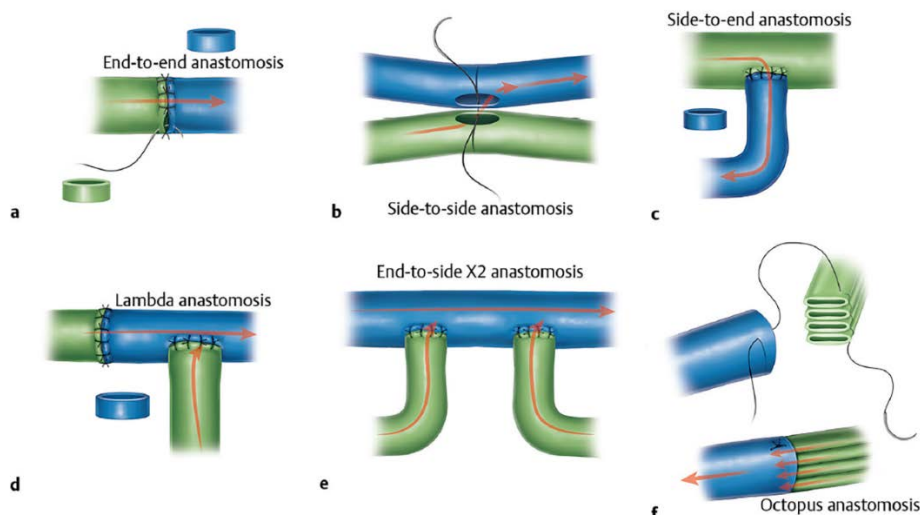 End-to-end anastomosis
a
Side-to-side anastomosis
b
Side-to-end anastomosis
c
Lambda anastomosis
d
End-to-side X2 anastomosis
e
Octopus anastomosis
f